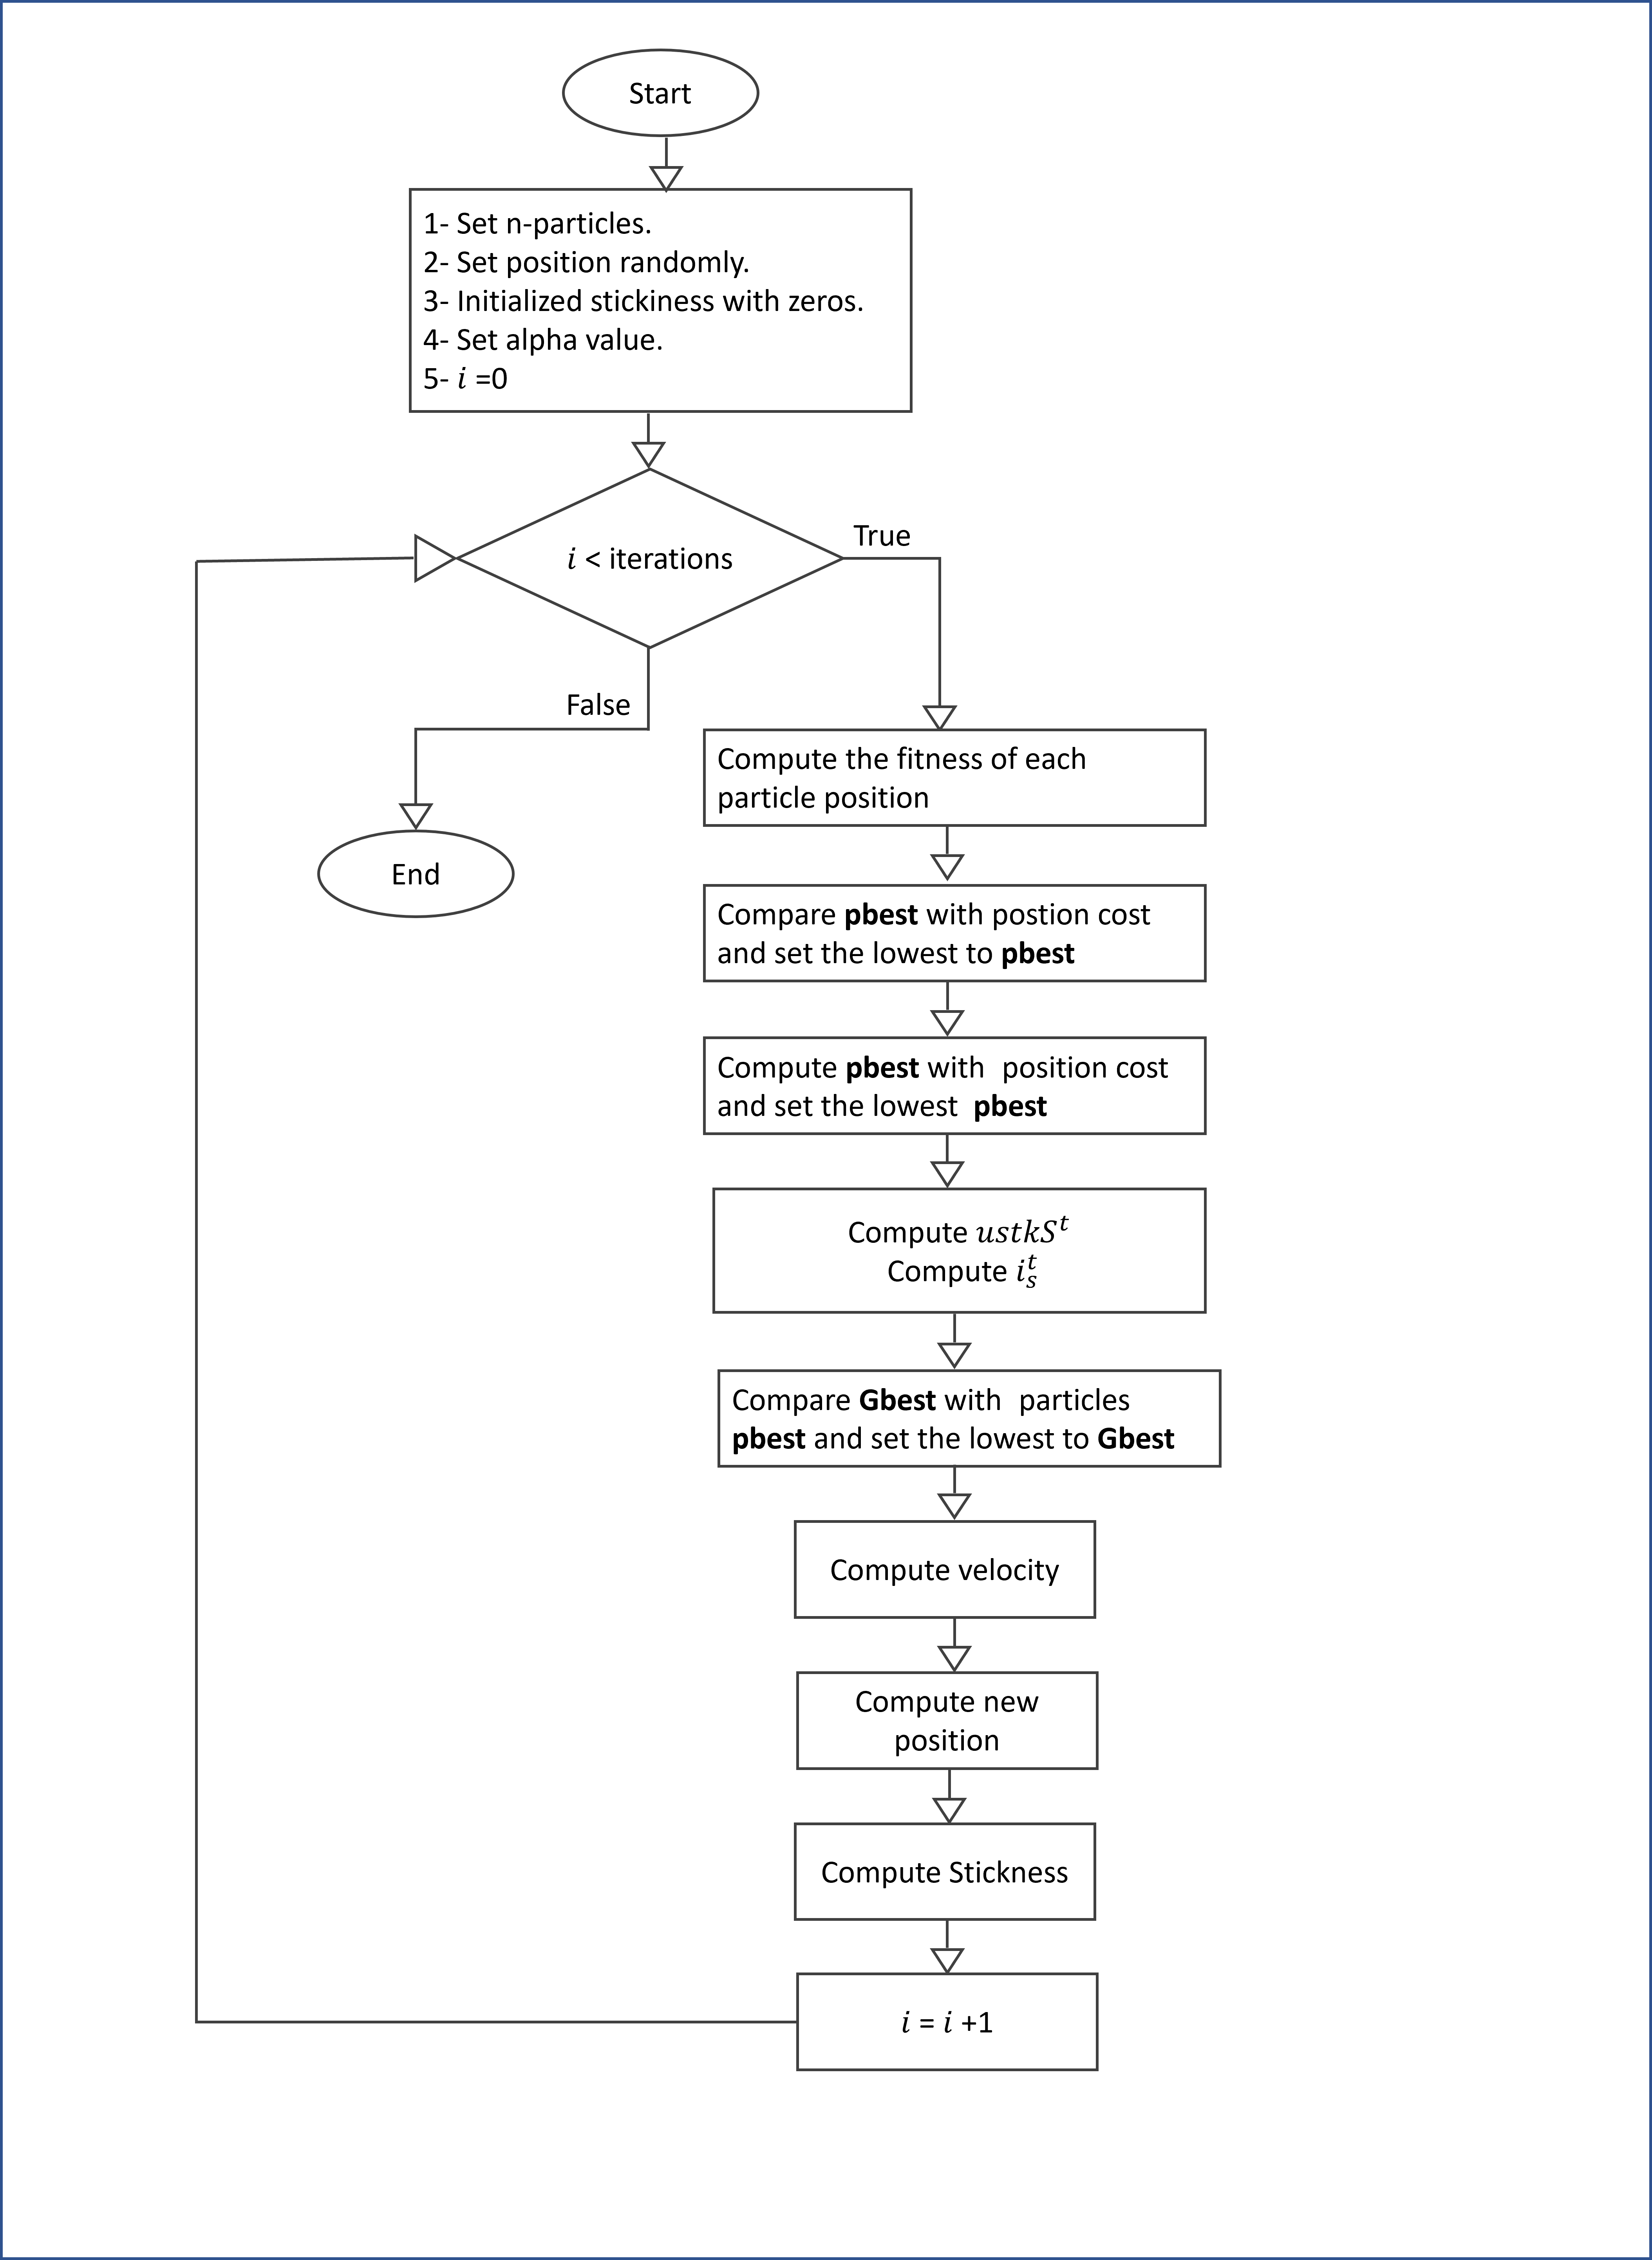 Start
1- Set n-particles.
2- Set position randomly.
3- Initialized stickiness with zeros.
4- Set alpha value.
5- i =0
i < iterations
True
False
End
Compute the fitness of each
particle position
Compare pbest with postion cost
and set the lowest to pbest
Compute pbest with position cost
and set the lowest pbest
Compute ustkS^t
Compute i_s^t
Compare Gbest with particles
pbest and set the lowest to Gbest
Compute velocity
Compute new
position
Compute Stickness
i = i +1